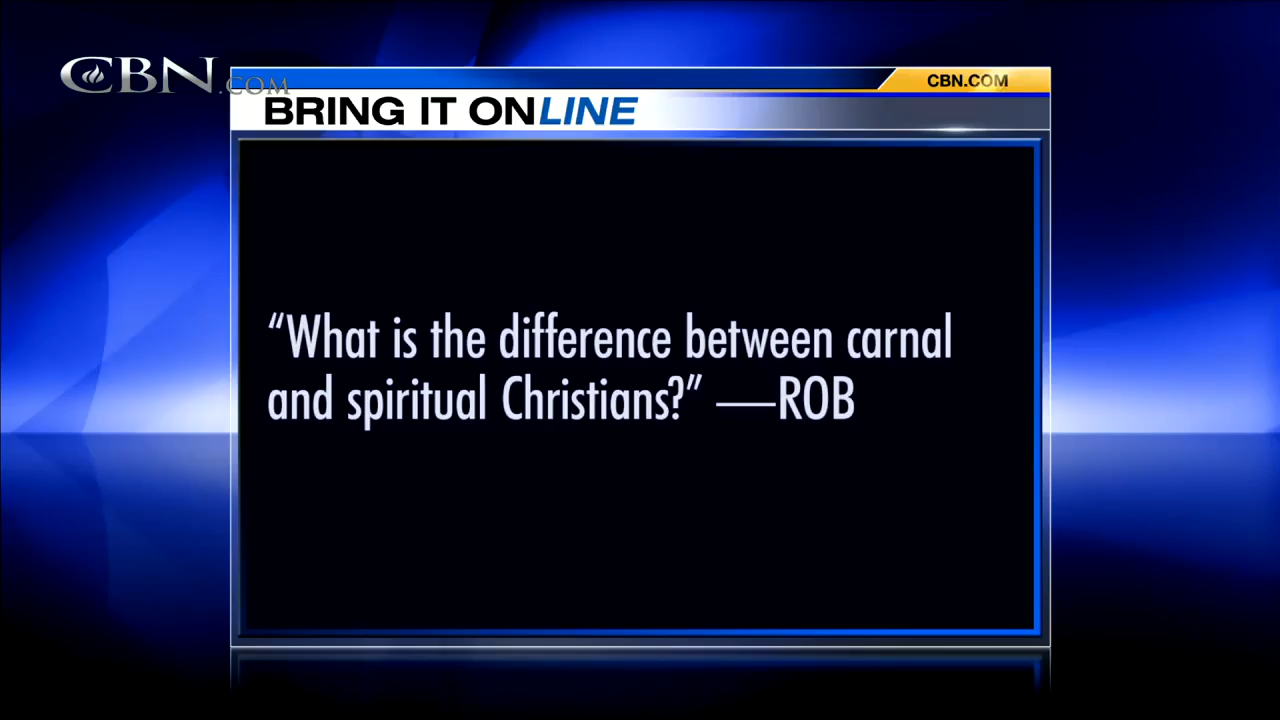 CBN.COM
CBN.COM
BRING IT ONLINE
“What is the difference between carnal
and spiritual Christians?” —ROB